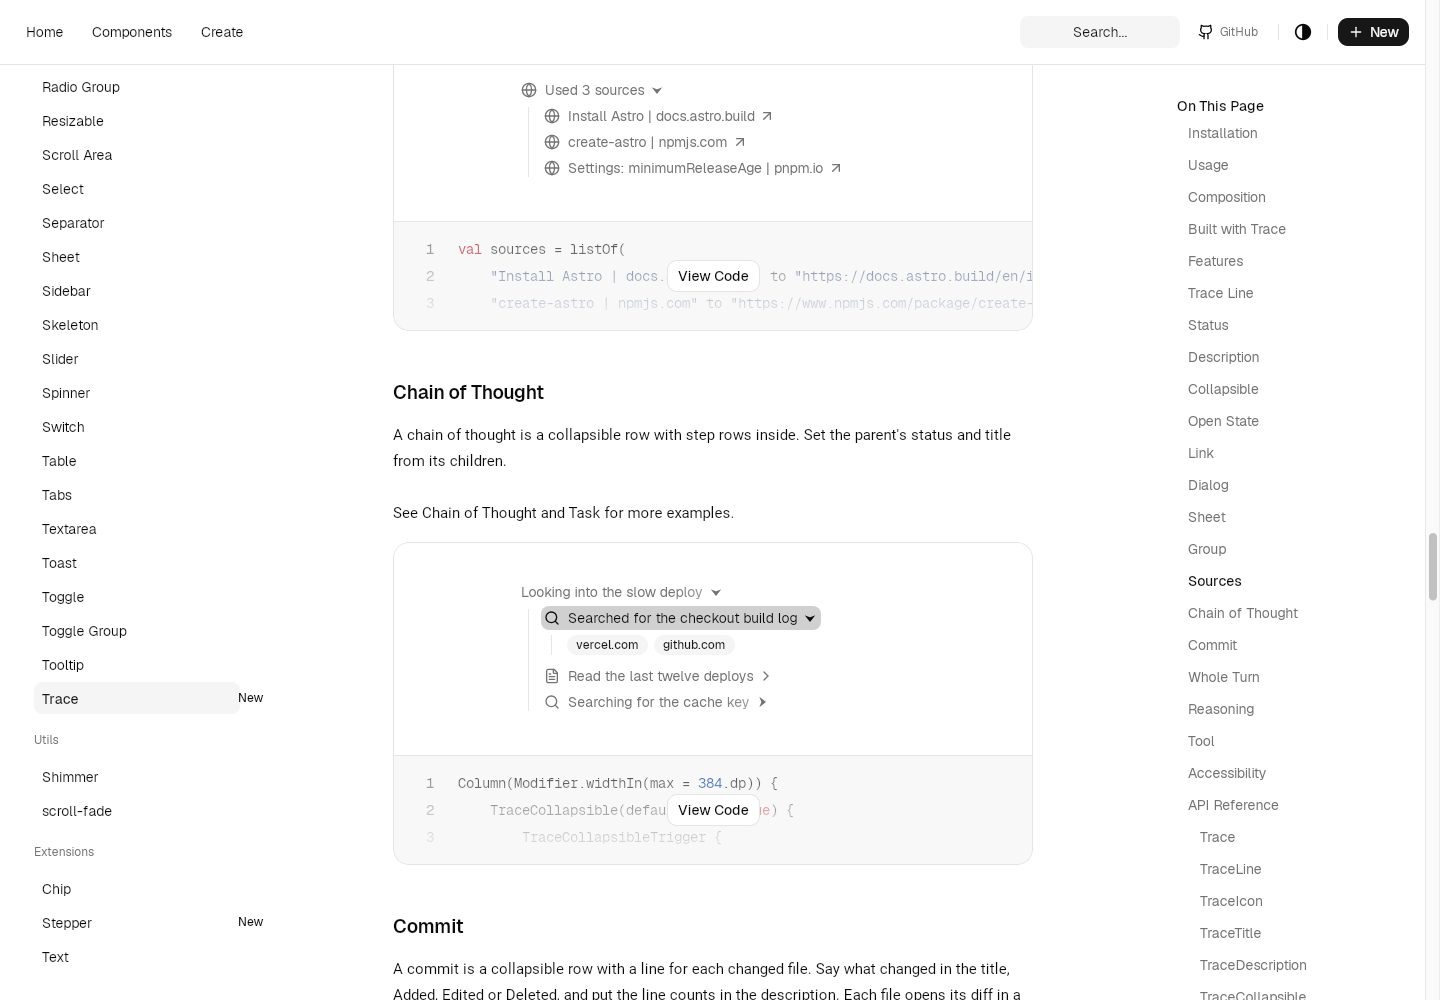 Home
Components
Create
Search...
GitHub
New
Radio Group
Resizable
Scroll Area
Select
Separator
Sheet
Sidebar
Skeleton
Slider
Spinner
Switch
Table
Tabs
Textarea
Toast
Toggle
Toggle Group
Tooltip
Trace
New
Utils
Shimmer
scroll-fade
Extensions
Chip
Stepper
New
Text
Used 3 sources
Install Astro | docs.astro.build
create-astro | npmjs.com
Settings: minimumReleaseAge | pnpm.io
1 val sources = listOf(
2 "Install Astro | docs. View Code to "https://docs.astro.build/en/i
3 "create-astro | npmjs.com" to "https://www.npmjs.com/package/create-
Chain of Thought
A chain of thought is a collapsible row with step rows inside. Set the parent's status and title
from its children.
See Chain of Thought and Task for more examples.
Looking into the slow deploy
Searched for the checkout build log
vercel.com github.com
Read the last twelve deploys
Searching for the cache key
1 Column(Modifier.widthIn(max = 384.dp)) {
2 TraceCollapsible(defau View Code e) {
3 TraceCollapsibleTrigger {
Commit
A commit is a collapsible row with a line for each changed file. Say what changed in the title,
Added, Edited or Deleted, and put the line counts in the description. Each file opens its diff in a
On This Page
Installation
Usage
Composition
Built with Trace
Features
Trace Line
Status
Description
Collapsible
Open State
Link
Dialog
Sheet
Group
Sources
Chain of Thought
Commit
Whole Turn
Reasoning
Tool
Accessibility
API Reference
Trace
TraceLine
TraceIcon
TraceTitle
TraceDescription
TraceCollapsible